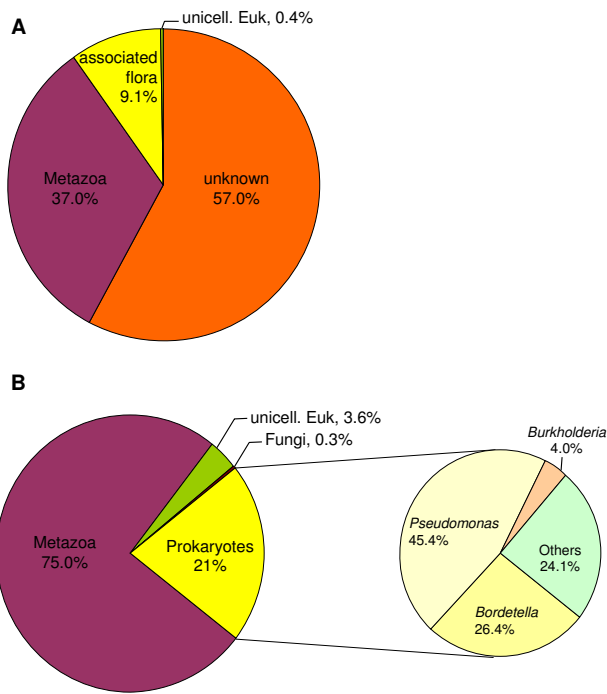 A
unicell. Euk, 0.4%
associated
flora
9.1%
Metazoa
37.0%
unknown
57.0%
B
unicell. Euk, 3.6%
Fungi, 0.3%
Metazoa
75.0%
Prokaryotes
21%
Burkholderia
4.0%
Pseudomonas
45.4%
Others
24.1%
Bordetella
26.4%